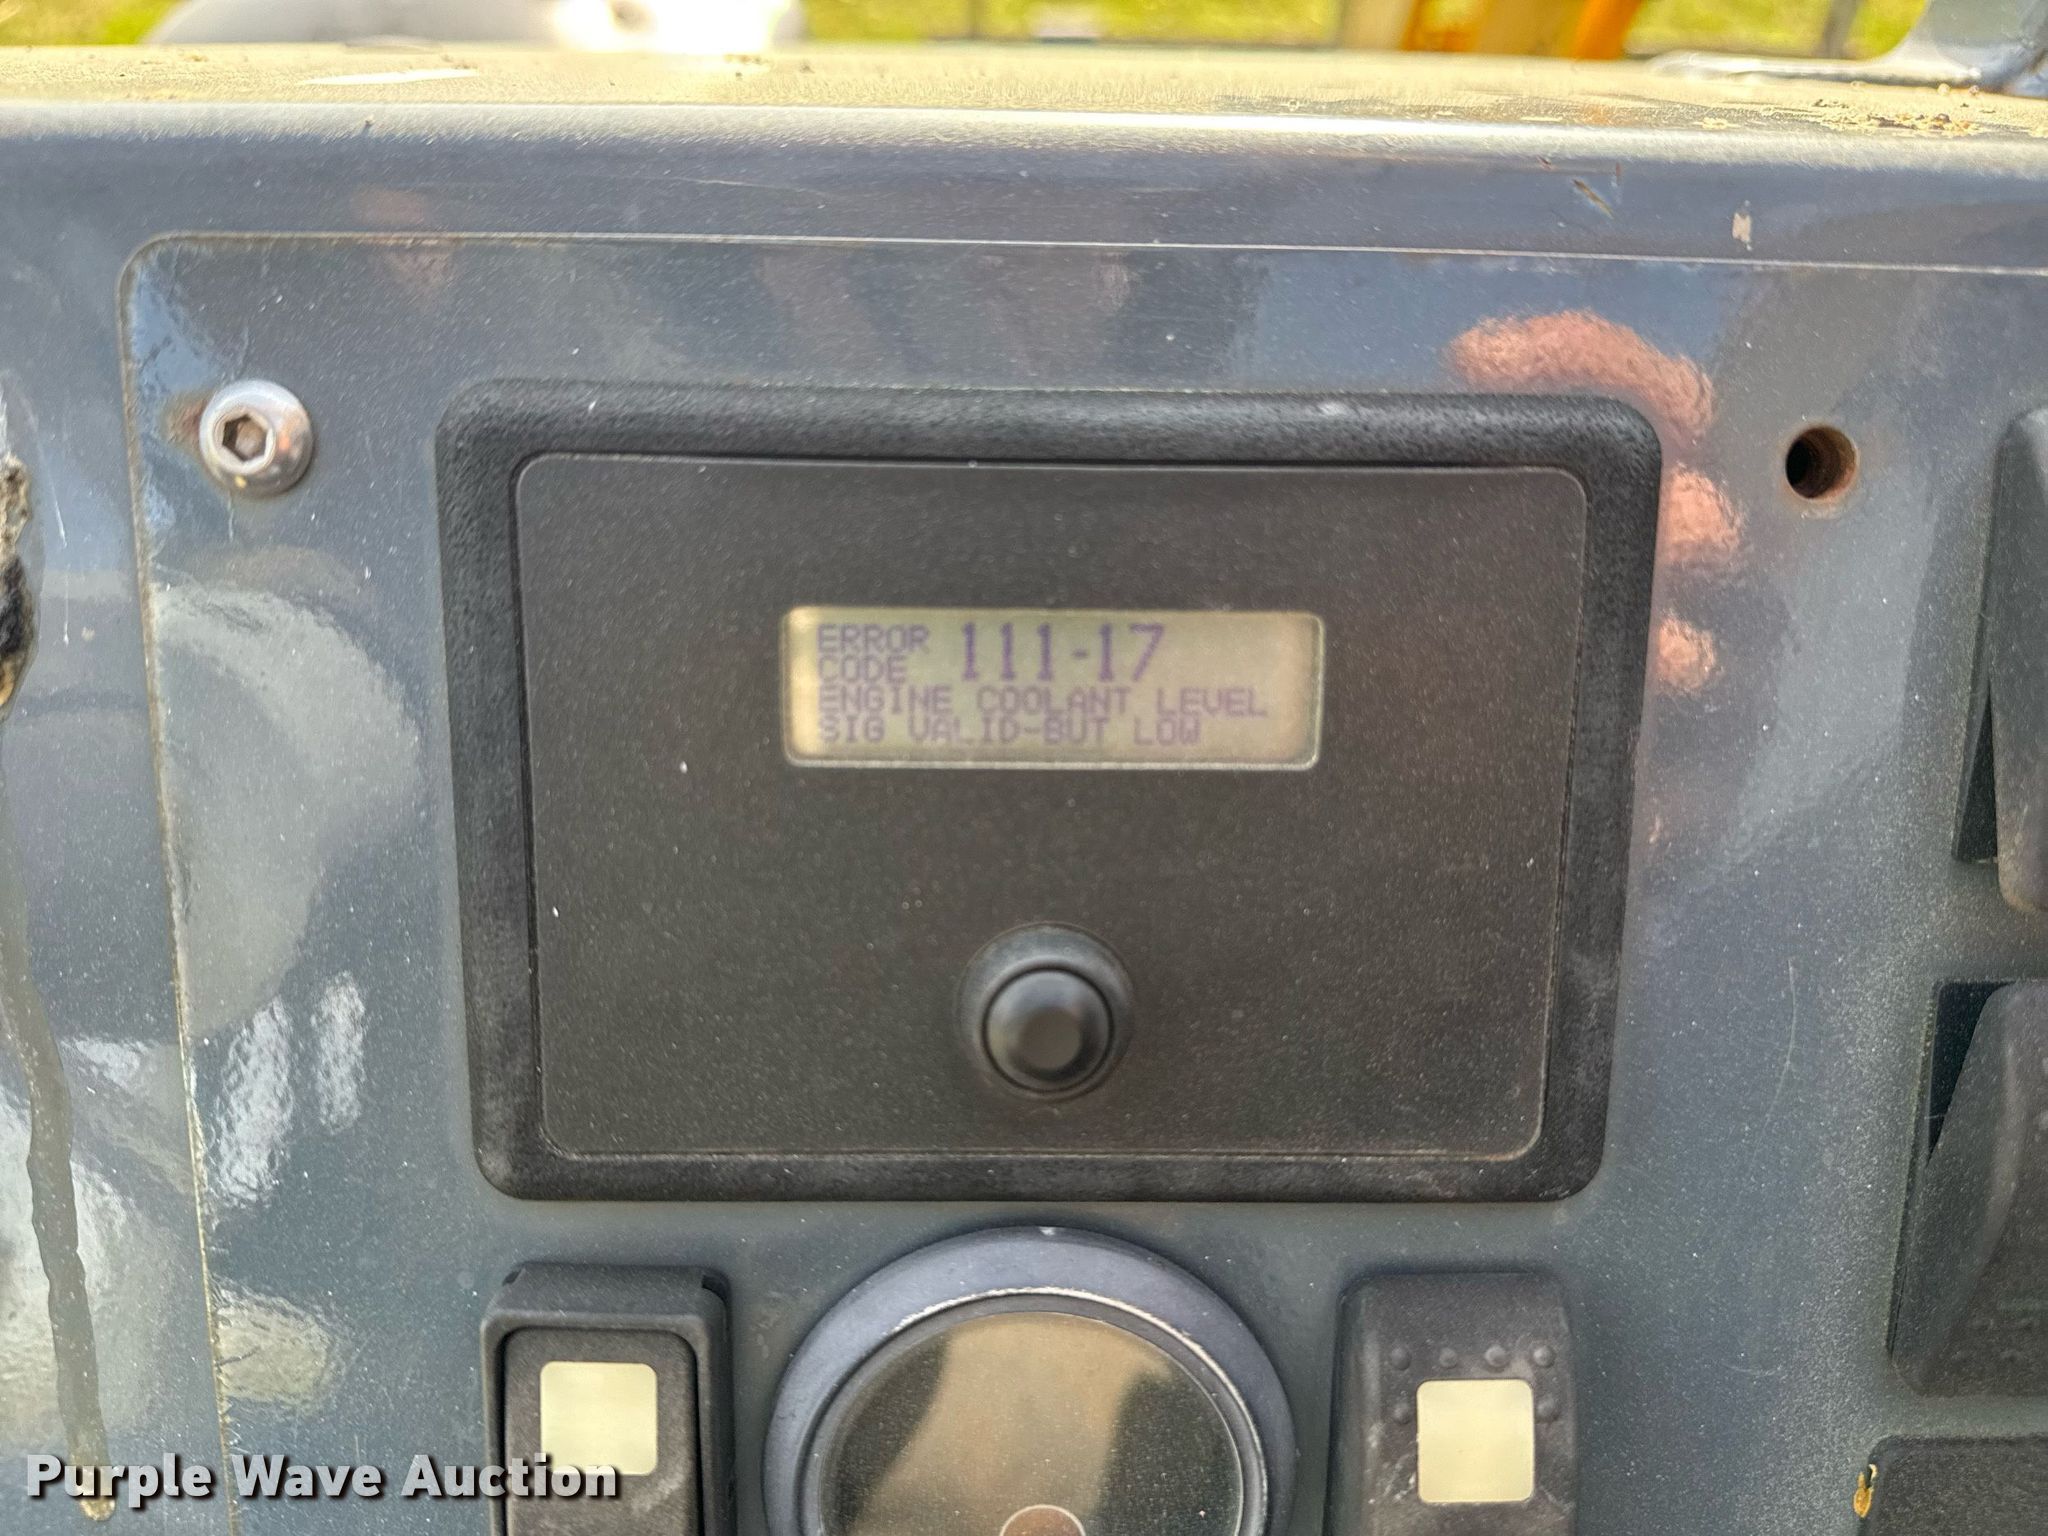 ERROR CODE 111-17
ENGINE COOLANT LEVEL
SIG VALID-BUT LOW
Purple Wave Auction